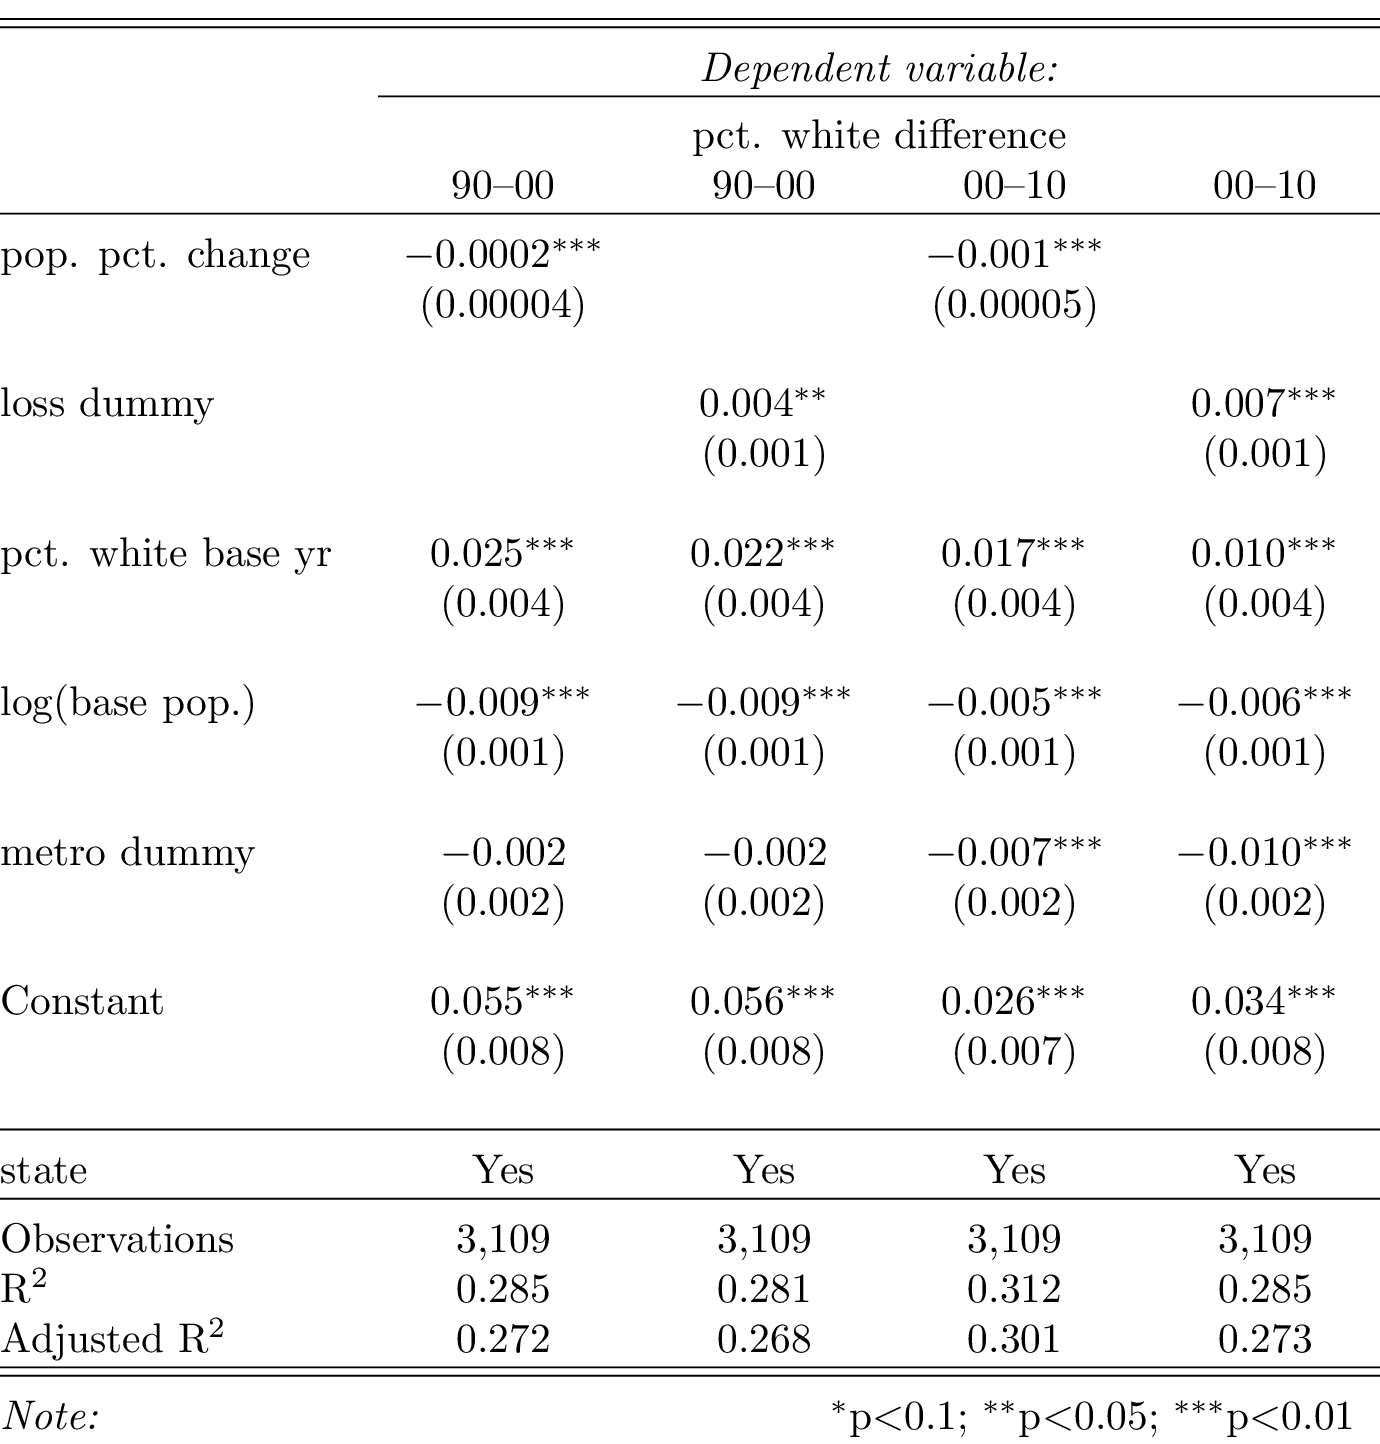 Dependent variable:
pct. white difference
90–00 90–00 00–10 00–10
pop. pct. change −0.0002*** −0.001***
(0.00004) (0.00005)
loss dummy 0.004** 0.007***
(0.001) (0.001)
pct. white base yr 0.025*** 0.022*** 0.017*** 0.010***
(0.004) (0.004) (0.004) (0.004)
log(base pop.) −0.009*** −0.009*** −0.005*** −0.006***
(0.001) (0.001) (0.001) (0.001)
metro dummy −0.002 −0.002 −0.007*** −0.010***
(0.002) (0.002) (0.002) (0.002)
Constant 0.055*** 0.056*** 0.026*** 0.034***
(0.008) (0.008) (0.007) (0.008)
state Yes Yes Yes Yes
Observations 3,109 3,109 3,109 3,109
R² 0.285 0.281 0.312 0.285
Adjusted R² 0.272 0.268 0.301 0.273
Note: *p<0.1; **p<0.05; ***p<0.01